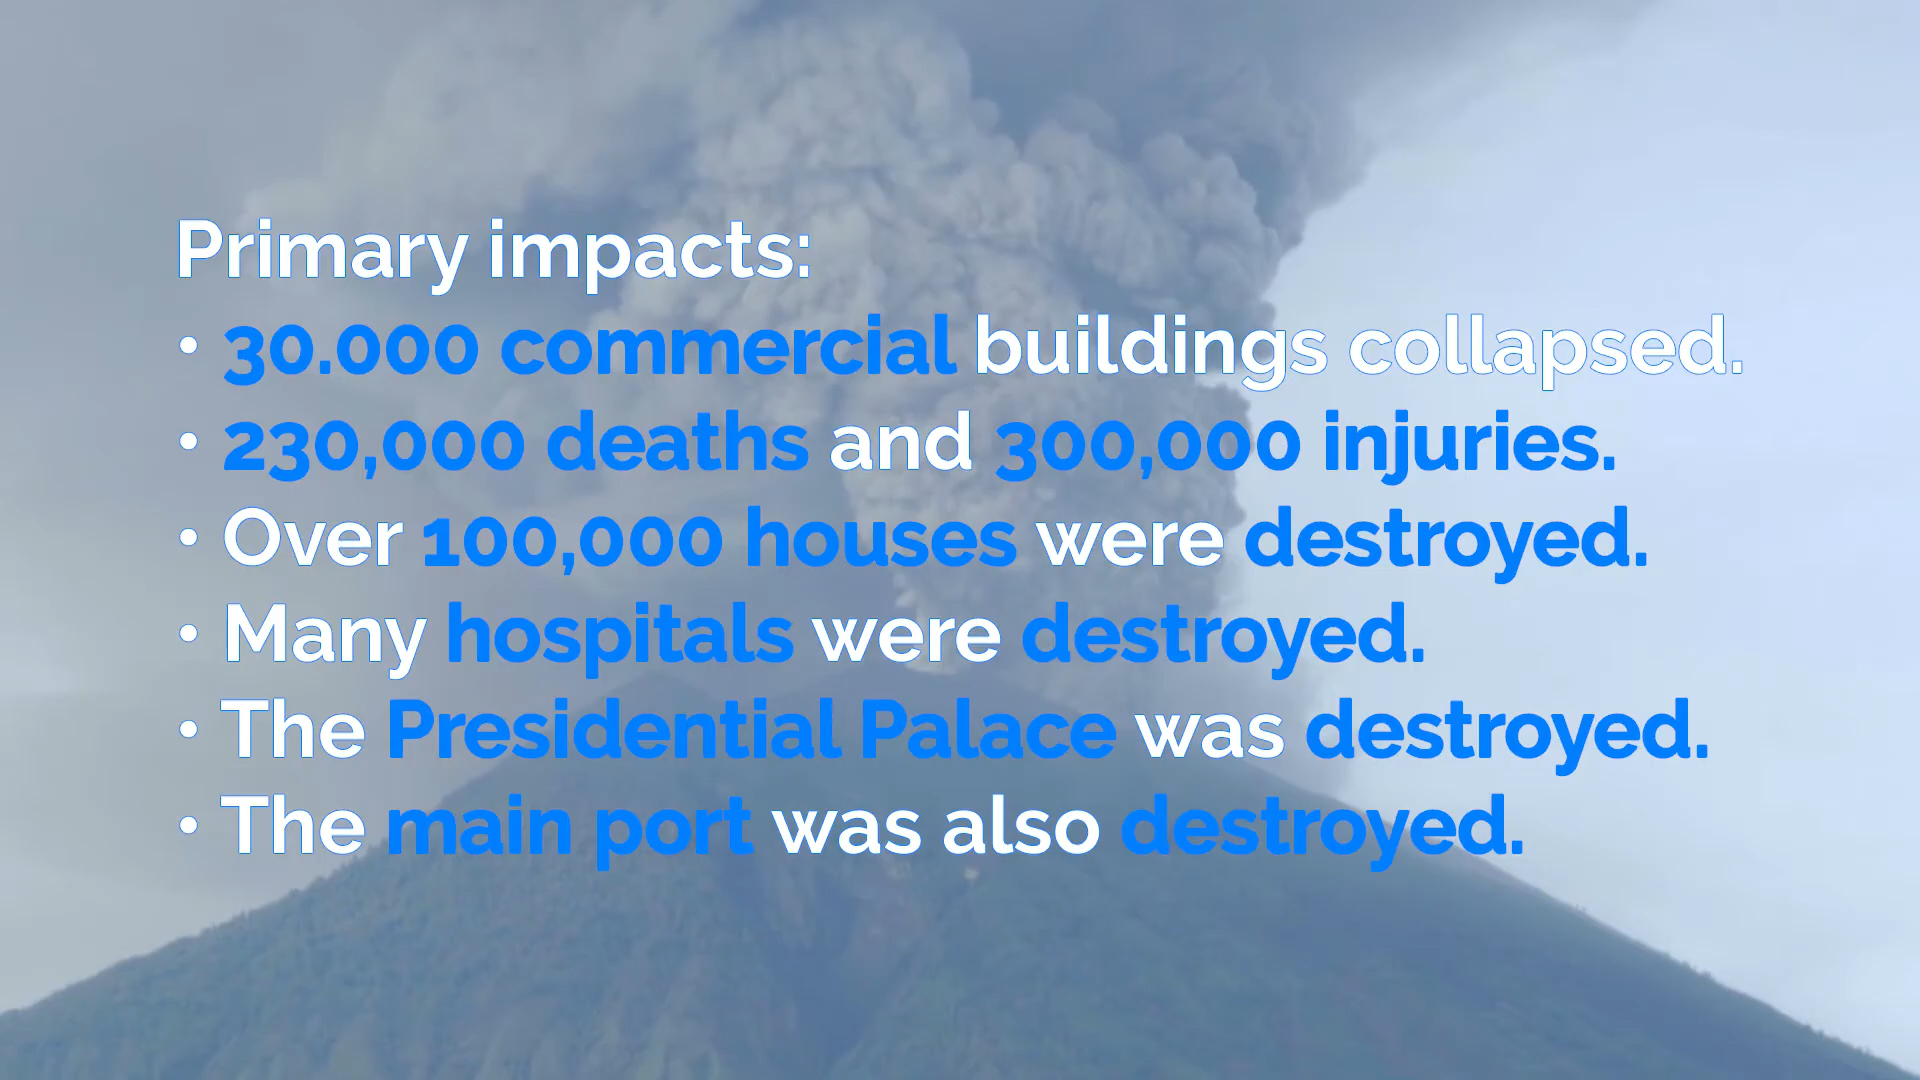 Primary impacts:
• 30.000 commercial buildings collapsed.
• 230,000 deaths and 300,000 injuries.
• Over 100,000 houses were destroyed.
• Many hospitals were destroyed.
• The Presidential Palace was destroyed.
• The main port was also destroyed.